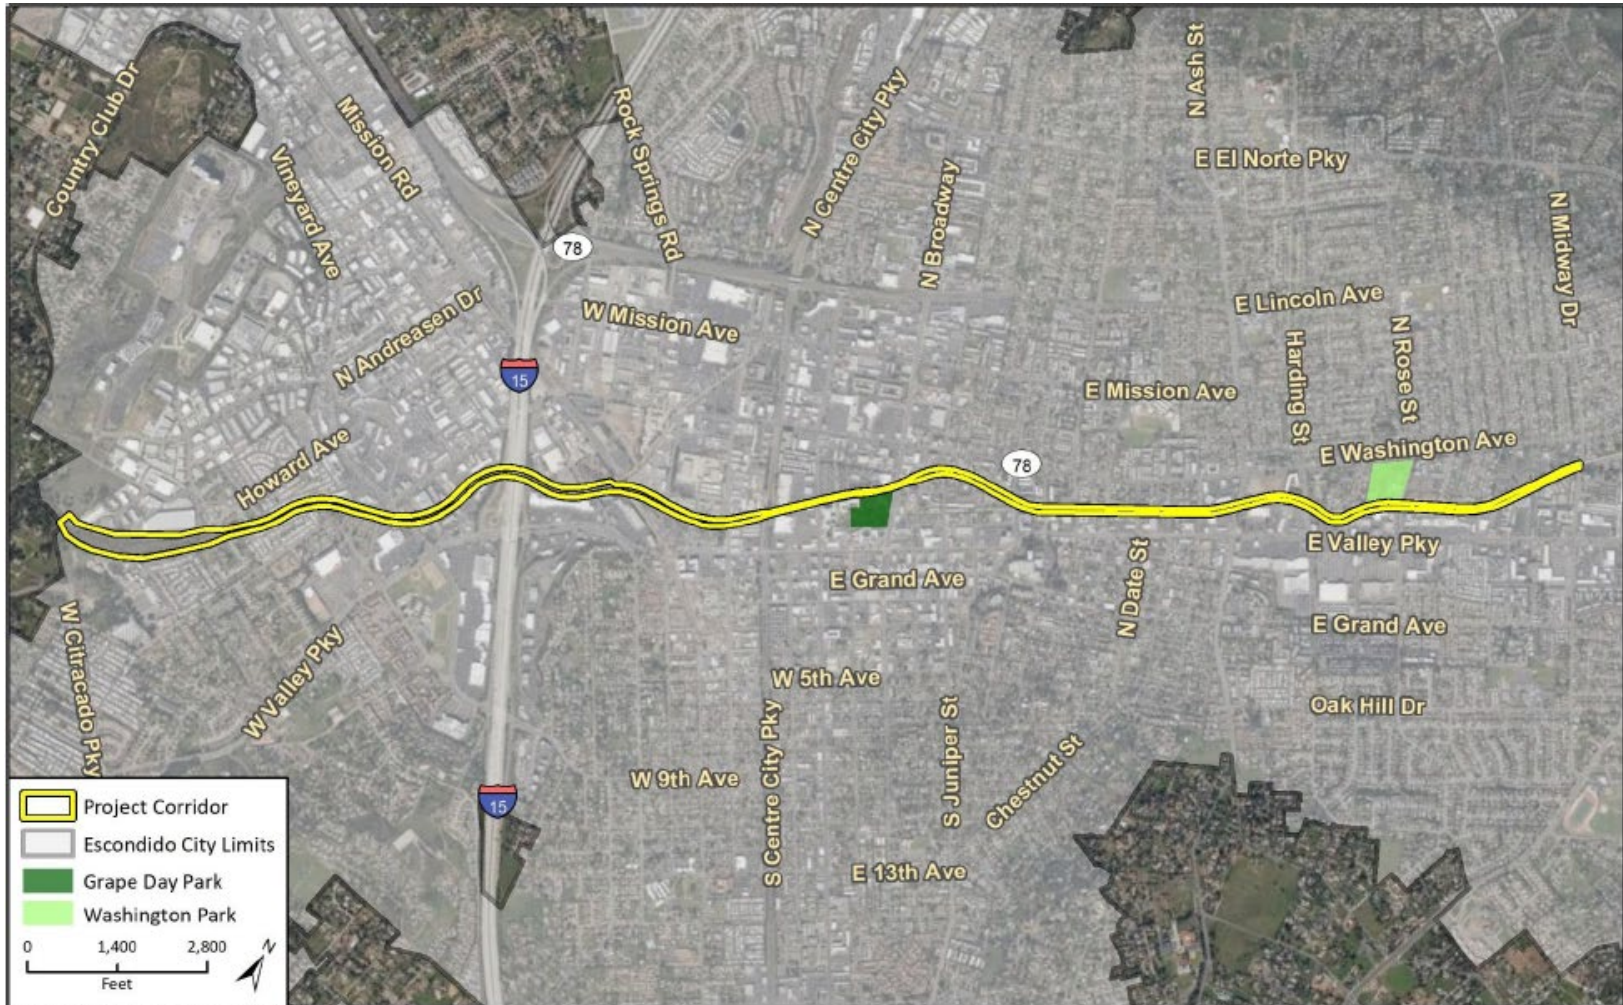 N Ash St
Country Club Dr
Mission Rd
Rock Springs Rd
N Centre City Pky
E El Norte Pky
Vineyard Ave
N Broadway
N Midway Dr
78
N Andreasen Dr
W Mission Ave
E Lincoln Ave
N Rose St
Harding St
15
E Mission Ave
Howard Ave
E Washington Ave
78
E Valley Pky
E Grand Ave
N Date St
W Citracado Pky
E Grand Ave
W Valley Pky
W 5th Ave
Oak Hill Dr
S Centre City Pky
S Juniper St
Chestnut St
W 9th Ave
15
E 13th Ave
Project Corridor
Escondido City Limits
Grape Day Park
Washington Park
0 1,400 2,800
Feet
N